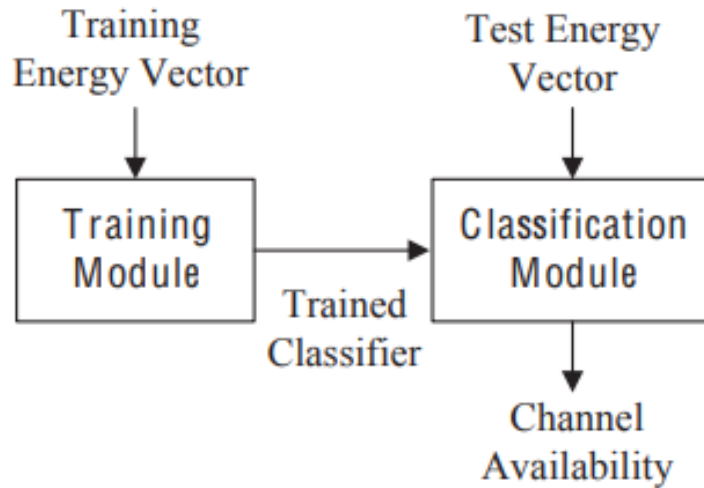 Training
Energy Vector
Test Energy
Vector
Training
Module
Trained
Classifier
Classification
Module
Channel
Availability